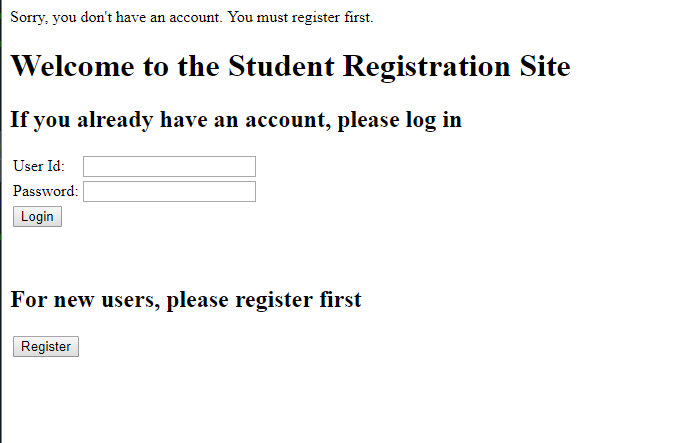 Sorry, you don't have an account. You must register first.
Welcome to the Student Registration Site
If you already have an account, please log in
User Id:
Password:
Login
For new users, please register first
Register